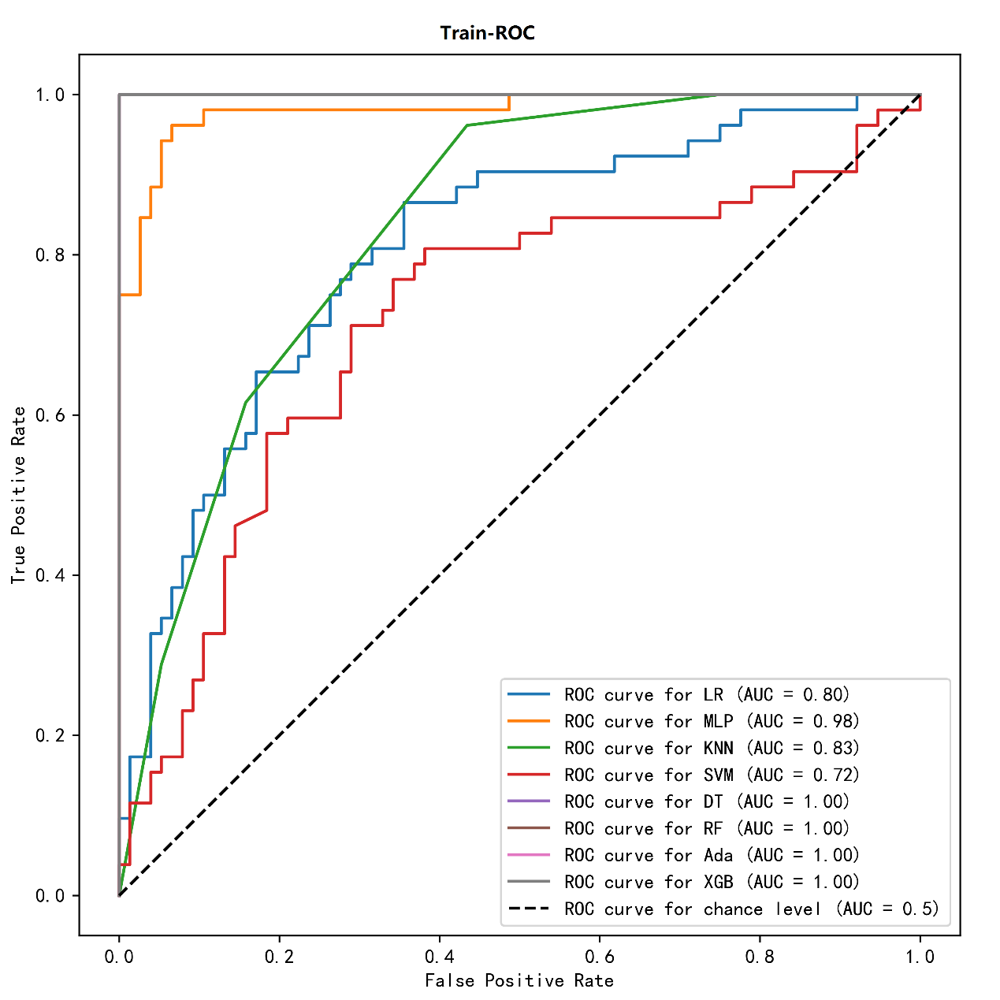 Train-ROC
1.0
0.8
0.6
0.4
0.2
0.0
True Positive Rate
ROC curve for LR (AUC = 0.80)
ROC curve for MLP (AUC = 0.98)
ROC curve for KNN (AUC = 0.83)
ROC curve for SVM (AUC = 0.72)
ROC curve for DT (AUC = 1.00)
ROC curve for RF (AUC = 1.00)
ROC curve for Ada (AUC = 1.00)
ROC curve for XGB (AUC = 1.00)
ROC curve for chance level (AUC = 0.5)
0.0 0.2 0.4 0.6 0.8 1.0
False Positive Rate